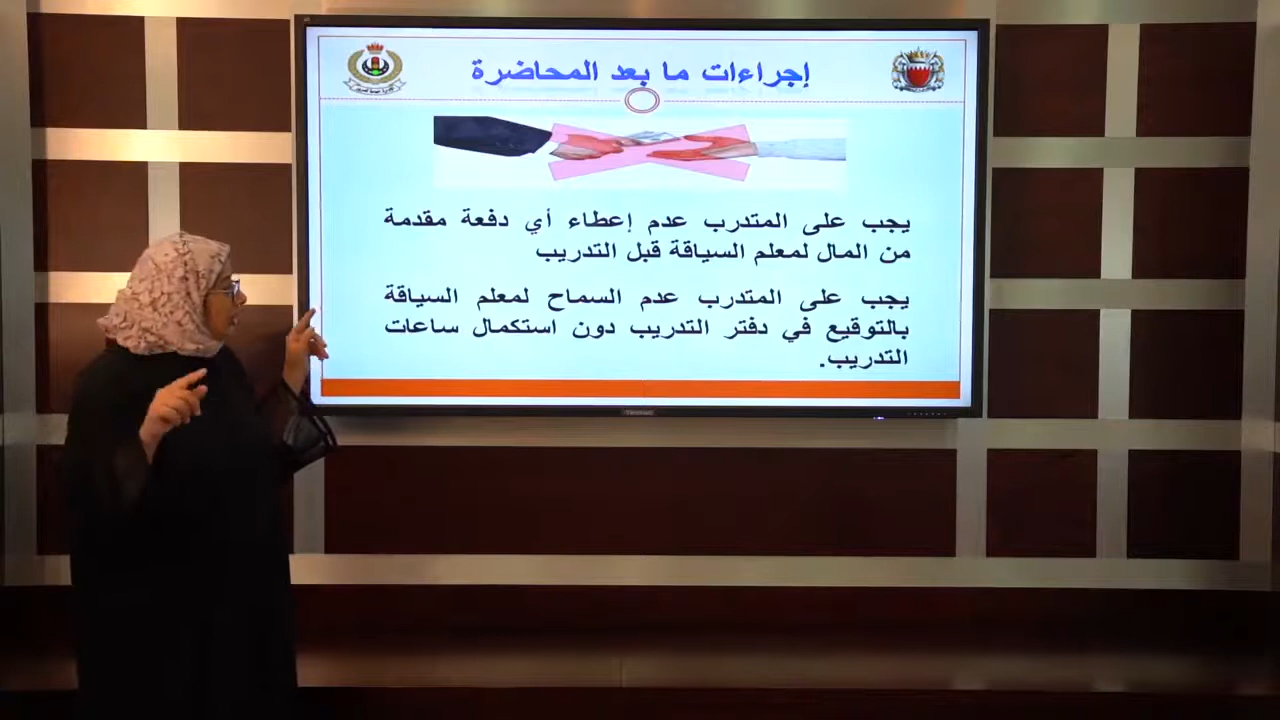 إجراءات ما بعد المحاضرة
يجب على المتدرب عدم إعطاء أي دفعة مقدمة
من المال لمعلم السياقة قبل التدريب
يجب على المتدرب عدم السماح لمعلم السياقة
بالتوقيع في دفتر التدريب دون استكمال ساعات
التدريب.